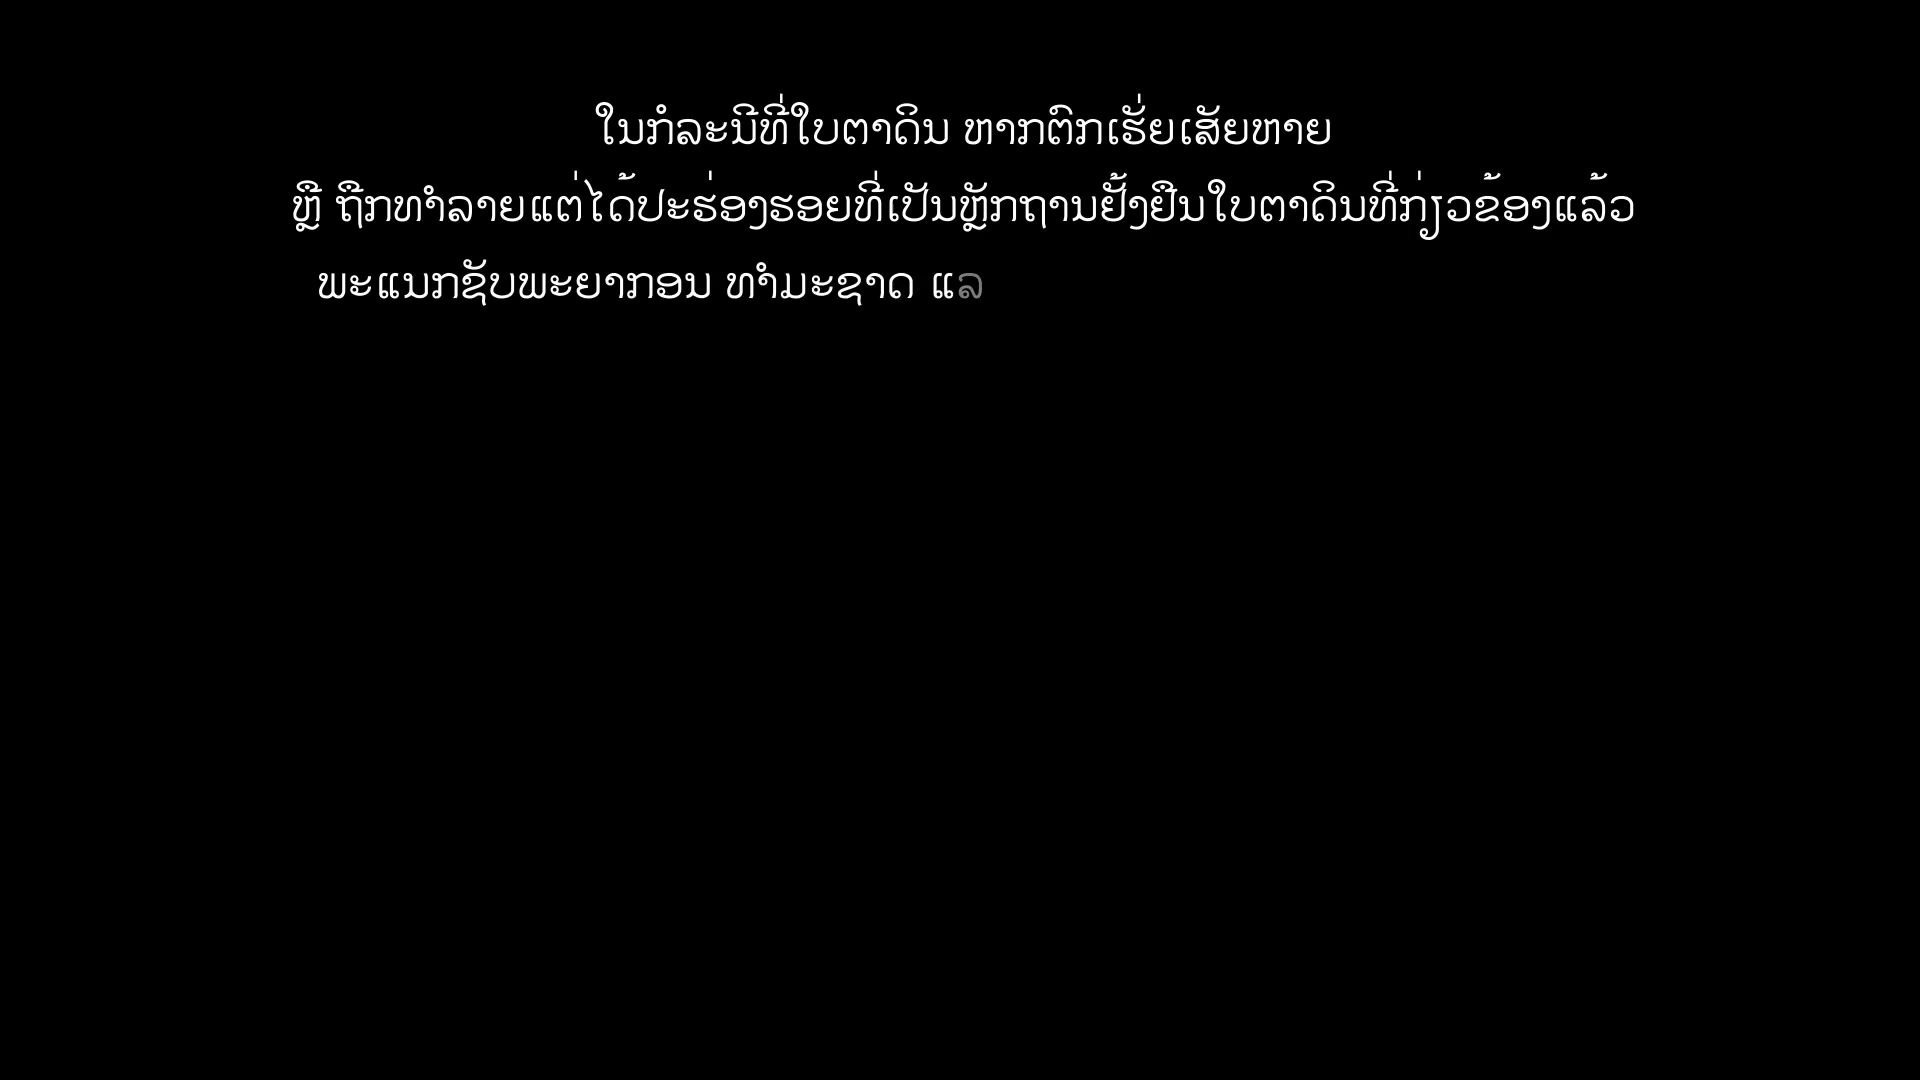 ໃນກໍລະນີທີ່ໃບຕາດິນ ຫາກຕົກເຮັ່ຍເສັຍຫາຍ
ຫຼື ຖືກທຳລາຍແຕ່ໄດ້ປະຮ່ອງຮອຍທີ່ເປັນຫຼັກຖານຢັ້ງຢືນໃບຕາດິນທີ່ກ່ຽວຂ້ອງແລ້ວ
ພະແນກຊັບພະຍາກອນ ທຳມະຊາດ ແລ